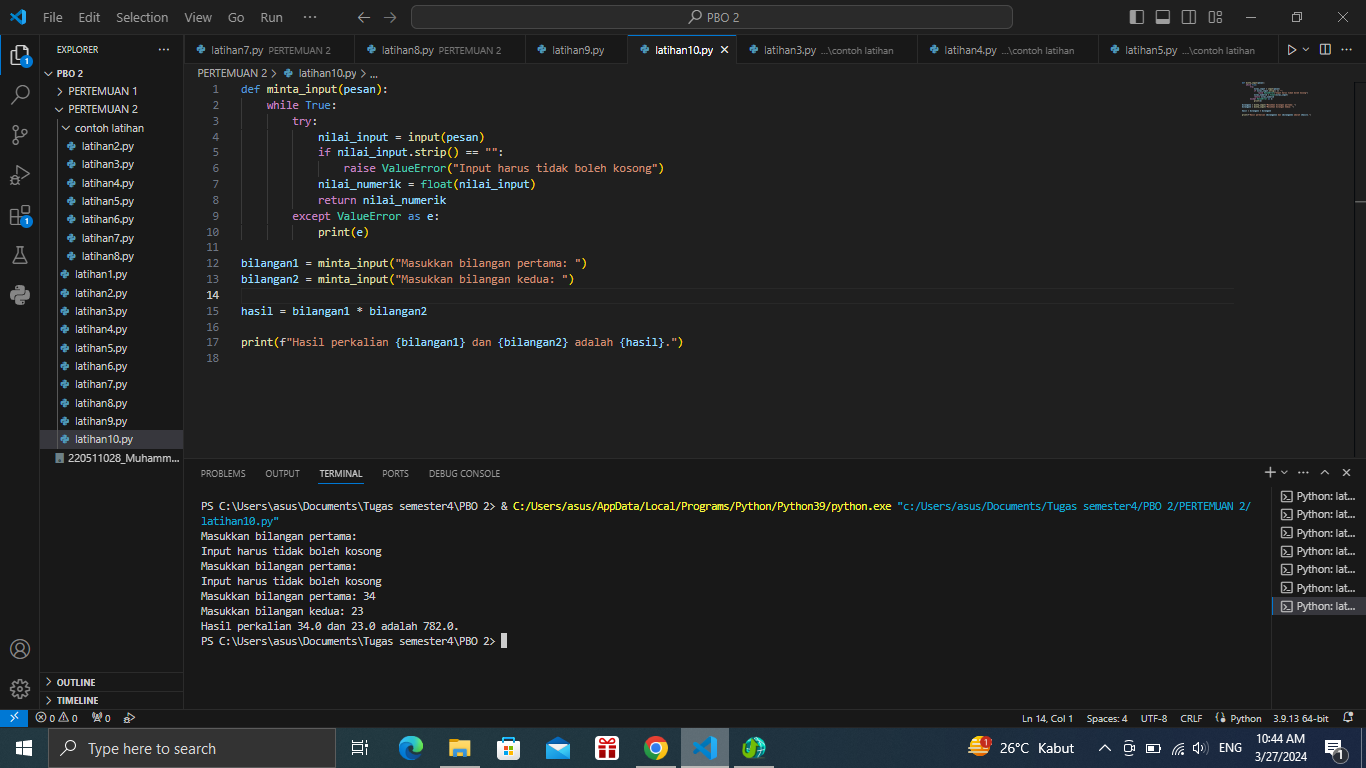 File Edit Selection View Go Run ··· PBO 2
EXPLORER ···
PBO 2
PERTEMUAN 1
PERTEMUAN 2
contoh latihan
latihan2.py
latihan3.py
latihan4.py
latihan5.py
latihan6.py
latihan7.py
latihan8.py
latihan1.py
latihan2.py
latihan3.py
latihan4.py
latihan5.py
latihan6.py
latihan7.py
latihan8.py
latihan9.py
latihan10.py
220511028_Muhamm...
OUTLINE
TIMELINE
latihan7.py PERTEMUAN 2 latihan8.py PERTEMUAN 2 latihan9.py latihan10.py latihan3.py ...\contoh latihan latihan4.py ...\contoh latihan latihan5.py ...\contoh latihan
PERTEMUAN 2 > latihan10.py > ...
1 def minta_input(pesan):
2     while True:
3         try:
4             nilai_input = input(pesan)
5             if nilai_input.strip() == "":
6                 raise ValueError("Input harus tidak boleh kosong")
7             nilai_numerik = float(nilai_input)
8             return nilai_numerik
9         except ValueError as e:
10             print(e)
11
12 bilangan1 = minta_input("Masukkan bilangan pertama: ")
13 bilangan2 = minta_input("Masukkan bilangan kedua: ")
14
15 hasil = bilangan1 * bilangan2
16
17 print(f"Hasil perkalian {bilangan1} dan {bilangan2} adalah {hasil}.")
18
PROBLEMS OUTPUT TERMINAL PORTS DEBUG CONSOLE
PS C:\Users\asus\Documents\Tugas semester4\PBO 2> & C:/Users/asus/AppData/Local/Programs/Python/Python39/python.exe "c:/Users/asus/Documents/Tugas semester4/PBO 2/PERTEMUAN 2/
latihan10.py"
Masukkan bilangan pertama:
Input harus tidak boleh kosong
Masukkan bilangan pertama:
Input harus tidak boleh kosong
Masukkan bilangan pertama: 34
Masukkan bilangan kedua: 23
Hasil perkalian 34.0 dan 23.0 adalah 782.0.
PS C:\Users\asus\Documents\Tugas semester4\PBO 2>
Python: lat...
Python: lat...
Python: lat...
Python: lat...
Python: lat...
Python: lat...
Python: lat...
0 0 0 Ln 14, Col 1 Spaces: 4 UTF-8 CRLF Python 3.9.13 64-bit
Type here to search 1 26°C Kabut ENG 10:44 AM 1
3/27/2024